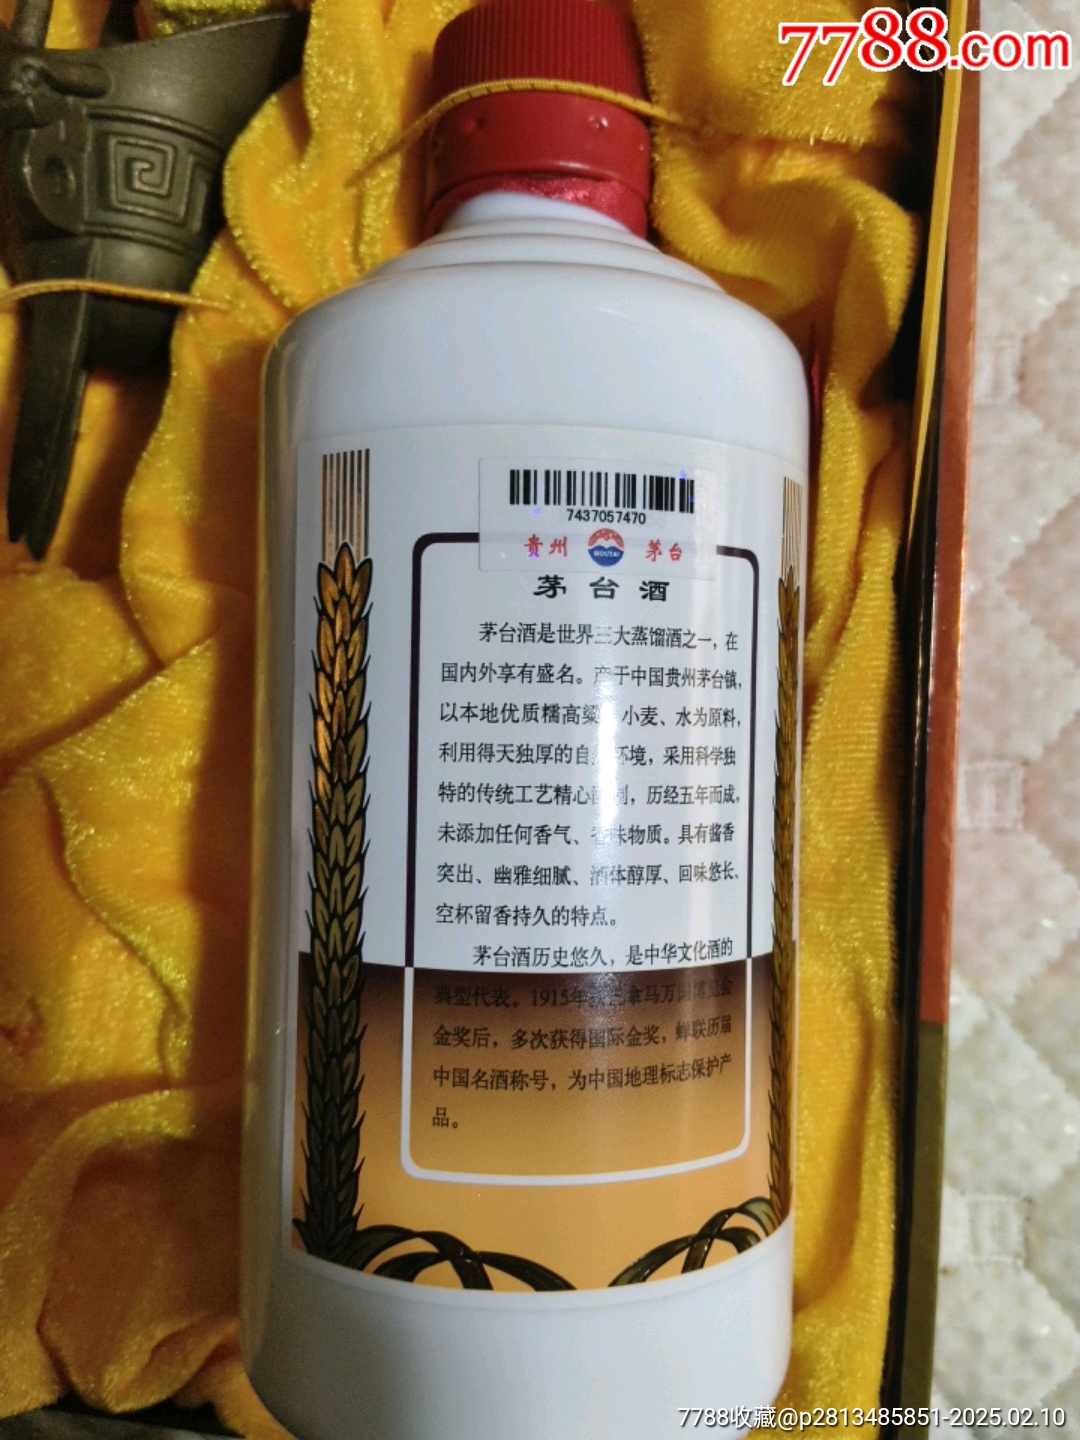 7788.com
7437057470
贵州 MOUTAI 茅台
茅台酒
茅台酒是世界三大蒸馏酒之一，在
国内外享有盛名。产于中国贵州茅台镇，
以本地优质糯高粱、小麦、水为原料，
利用得天独厚的自然环境，采用科学独
特的传统工艺精心酿制，历经五年而成，
未添加任何香气、香味物质。具有酱香
突出、幽雅细腻、酒体醇厚、回味悠长、
空杯留香持久的特点。
茅台酒历史悠久，是中华文化酒的
典型代表。1915年获巴拿马万国博览会
金奖后，多次获得国际金奖，蝉联历届
中国名酒称号，为中国地理标志保护产
品。
7788收藏@p2813485851-2025.02.10